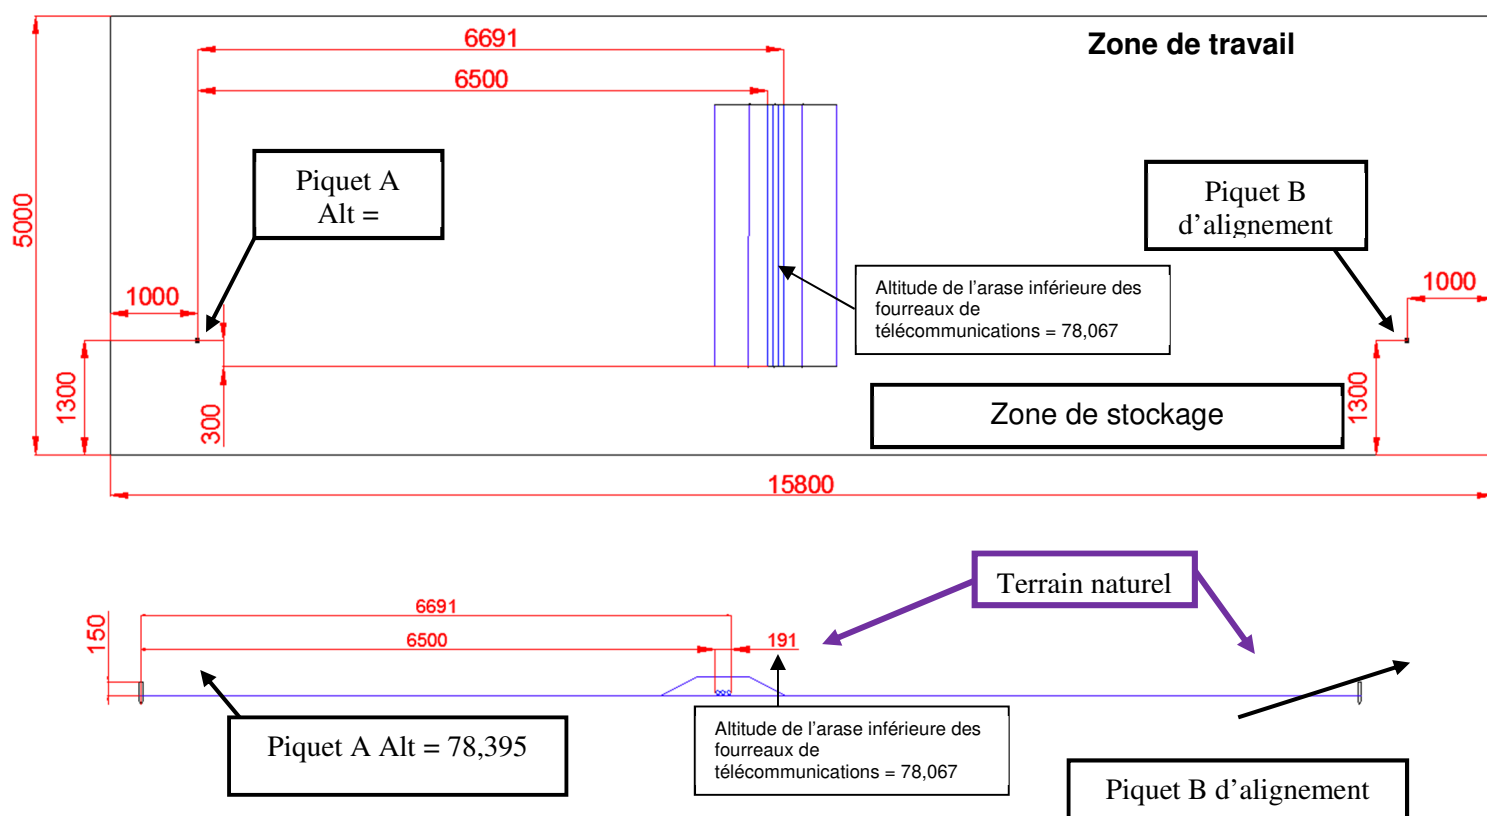 6691
Zone de travail
6500
5000
Piquet A
Alt =
Piquet B
d’alignement
1000
1000
Altitude de l’arase inférieure des
fourreaux de
télécommunications = 78,067
1300
300
1300
Zone de stockage
15800
Terrain naturel
6691
150
6500
191
Piquet A Alt = 78,395
Altitude de l’arase inférieure des
fourreaux de
télécommunications = 78,067
Piquet B d’alignement